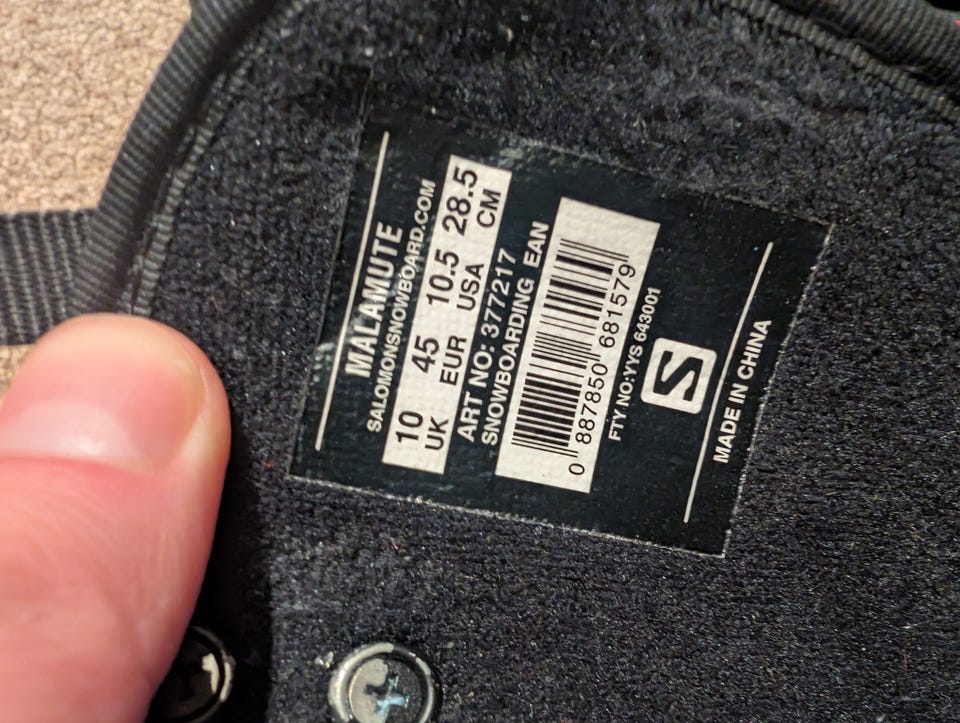 MALAMUTE
SALOMONSNOWBOARD.COM
10 45 10.5 28.5
UK EUR USA CM
ART NO: 377217
SNOWBOARDING EAN
0 887850 681579
FTY NO:YYS 643001
S
MADE IN CHINA